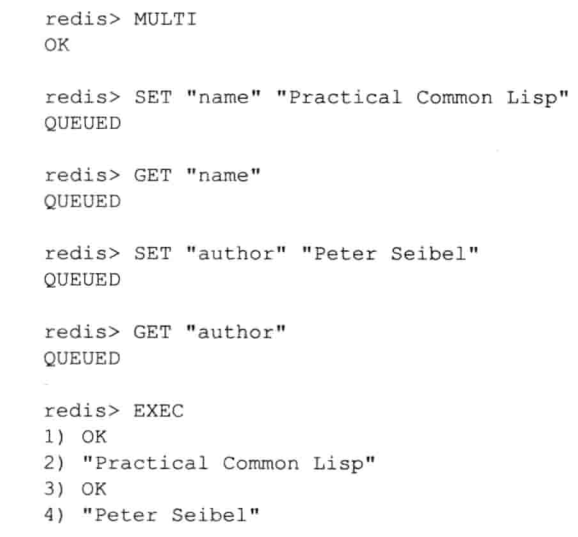 redis> MULTI
OK
redis> SET "name" "Practical Common Lisp"
QUEUED
redis> GET "name"
QUEUED
redis> SET "author" "Peter Seibel"
QUEUED
redis> GET "author"
QUEUED
redis> EXEC
1) OK
2) "Practical Common Lisp"
3) OK
4) "Peter Seibel"